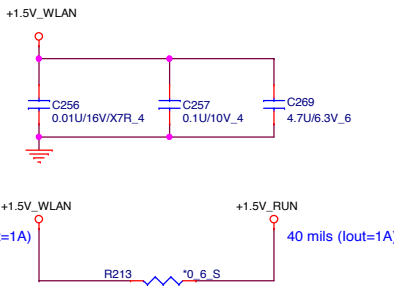 +1.5V_WLAN
C256
0.01U/16V/X7R_4
C257
0.1U/10V_4
C269
4.7U/6.3V_6
+1.5V_WLAN
+1.5V_RUN
t=1A)
40 mils (Iout=1A)
R213
*0_6_S